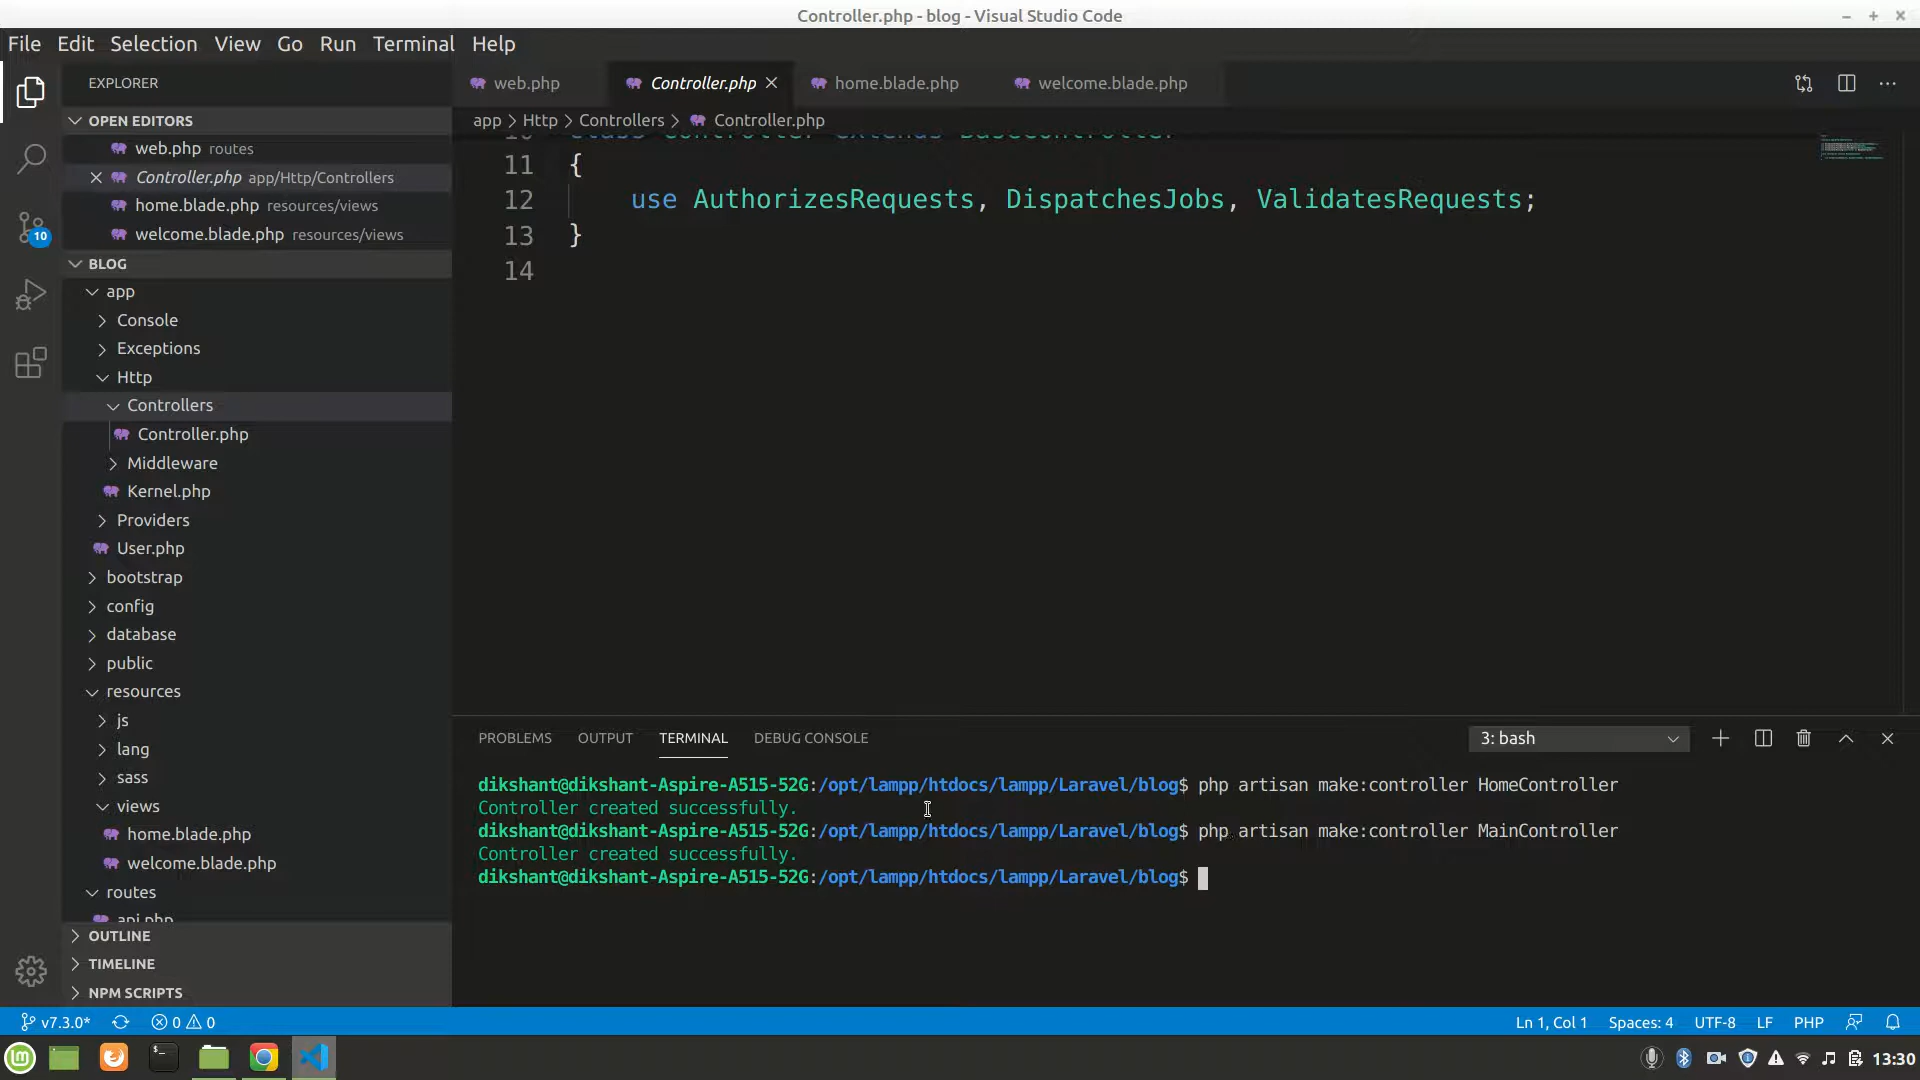 Controller.php - blog - Visual Studio Code
File Edit Selection View Go Run Terminal Help
EXPLORER
OPEN EDITORS
web.php routes
Controller.php app/Http/Controllers
home.blade.php resources/views
welcome.blade.php resources/views
10
BLOG
app
Console
Exceptions
Http
Controllers
Controller.php
Middleware
Kernel.php
Providers
User.php
bootstrap
config
database
public
resources
js
lang
sass
views
home.blade.php
welcome.blade.php
routes
api.php
OUTLINE
TIMELINE
NPM SCRIPTS
web.php Controller.php home.blade.php welcome.blade.php
app > Http > Controllers > Controller.php
10 class Controller extends BaseController
11 {
12 use AuthorizesRequests, DispatchesJobs, ValidatesRequests;
13 }
14
PROBLEMS OUTPUT TERMINAL DEBUG CONSOLE 3: bash
dikshant@dikshant-Aspire-A515-52G:/opt/lampp/htdocs/lampp/Laravel/blog$ php artisan make:controller HomeController
Controller created successfully.
dikshant@dikshant-Aspire-A515-52G:/opt/lampp/htdocs/lampp/Laravel/blog$ php artisan make:controller MainController
Controller created successfully.
dikshant@dikshant-Aspire-A515-52G:/opt/lampp/htdocs/lampp/Laravel/blog$
v7.3.0* 0 0 Ln 1, Col 1 Spaces: 4 UTF-8 LF PHP
13:30